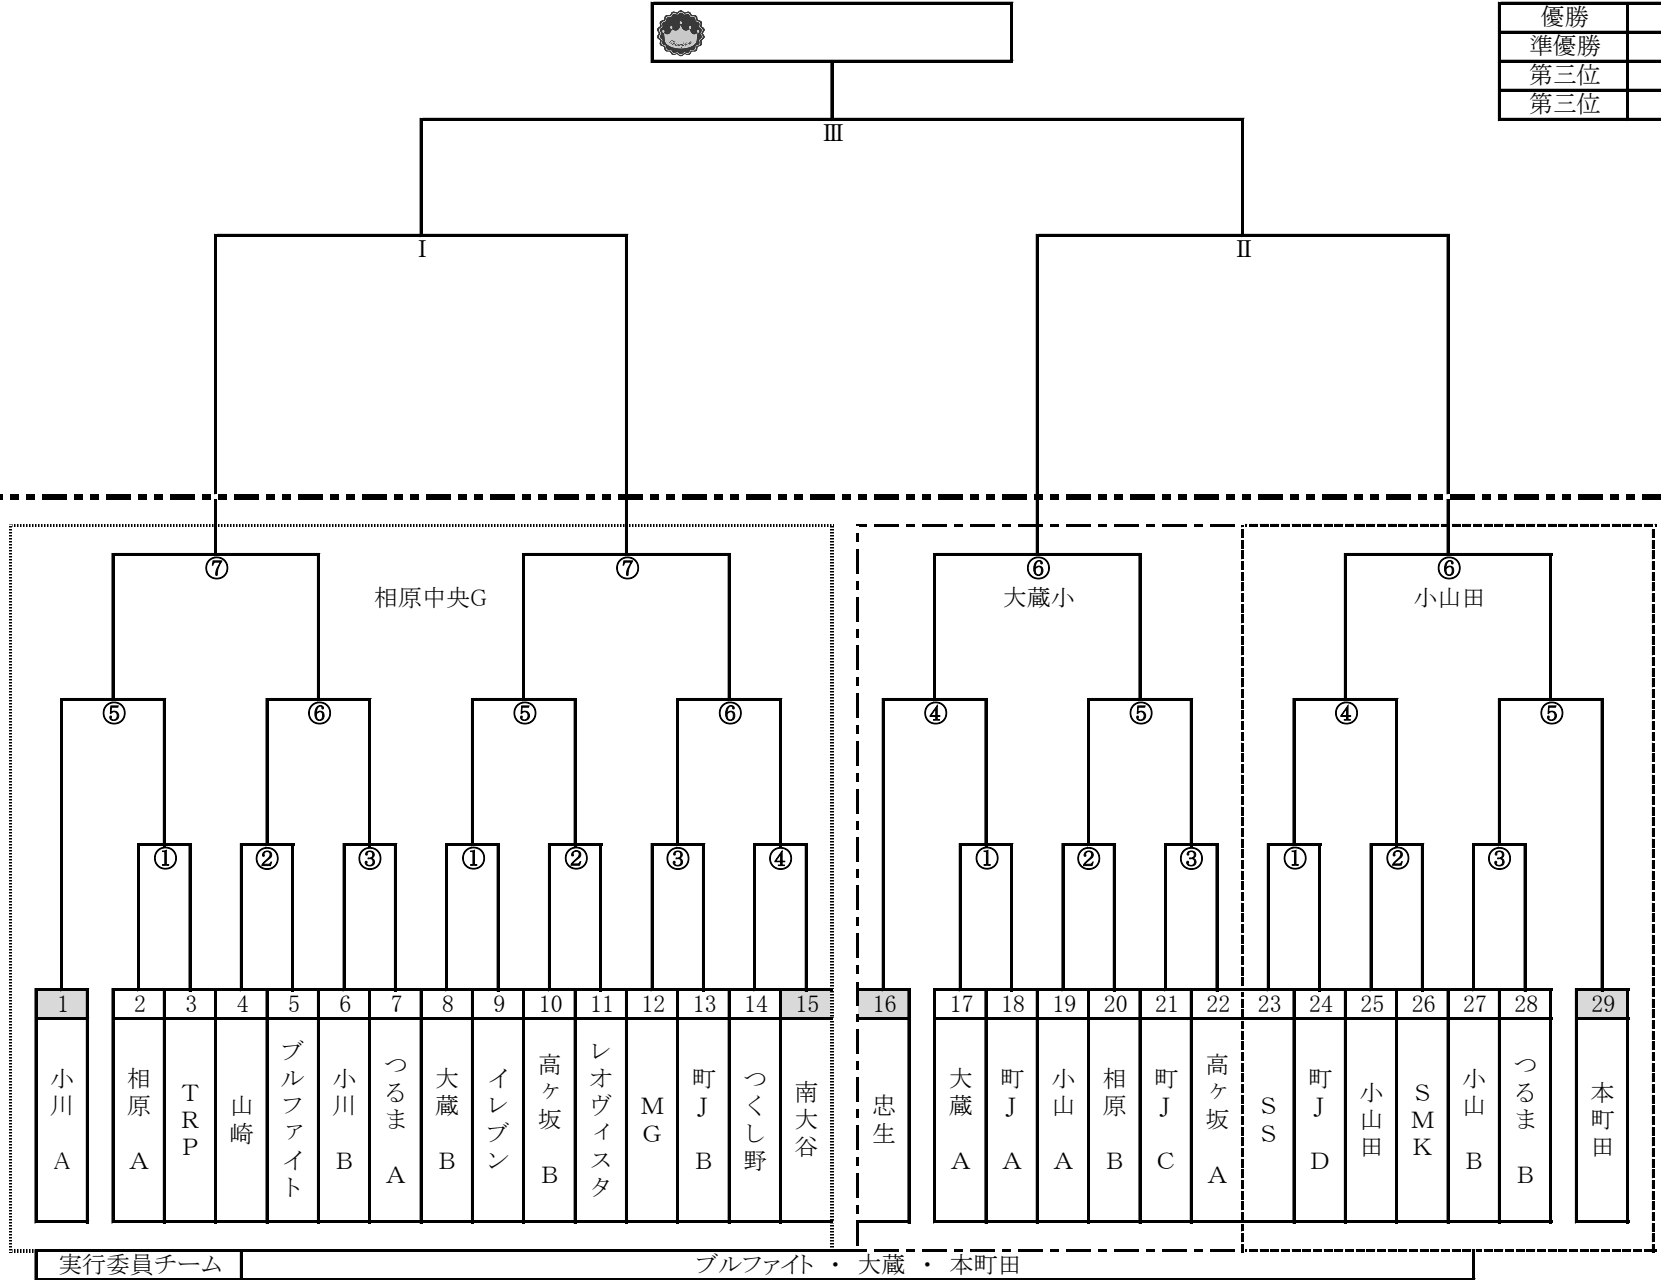 優勝
準優勝
第三位
第三位
Ⅲ
Ⅰ
Ⅱ
⑦
⑦
⑥
⑥
相原中央G
大蔵小
小山田
⑤
⑥
⑤
⑥
④
⑤
④
⑤
①
②
③
①
②
③
④
①
②
③
①
②
③
1
2
3
4
5
6
7
8
9
10
11
12
13
14
15
16
17
18
19
20
21
22
23
24
25
26
27
28
29
小川 A
相原 A
TRP
山崎
ブルファイト
小川 B
つるま A
大蔵 B
イレブン
高ヶ坂 B
レオヴィスタ
MG
町J B
つくし野
南大谷
忠生
大蔵 A
町J A
小山 A
相原 B
町J C
高ヶ坂 A
SS
町J D
小山田
SMK
小山 B
つるま B
本町田
実行委員チーム
ブルファイト ・ 大蔵 ・ 本町田